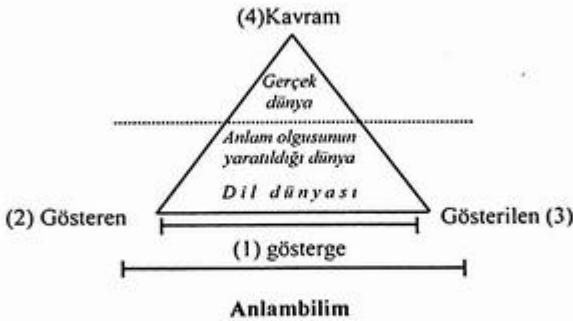 (4)Kavram
Gerçek
dünya
Anlam olgusunun
yaratıldığı dünya
Dil dünyası
(2) Gösteren
Gösterilen (3)
(1) gösterge
Anlambilim